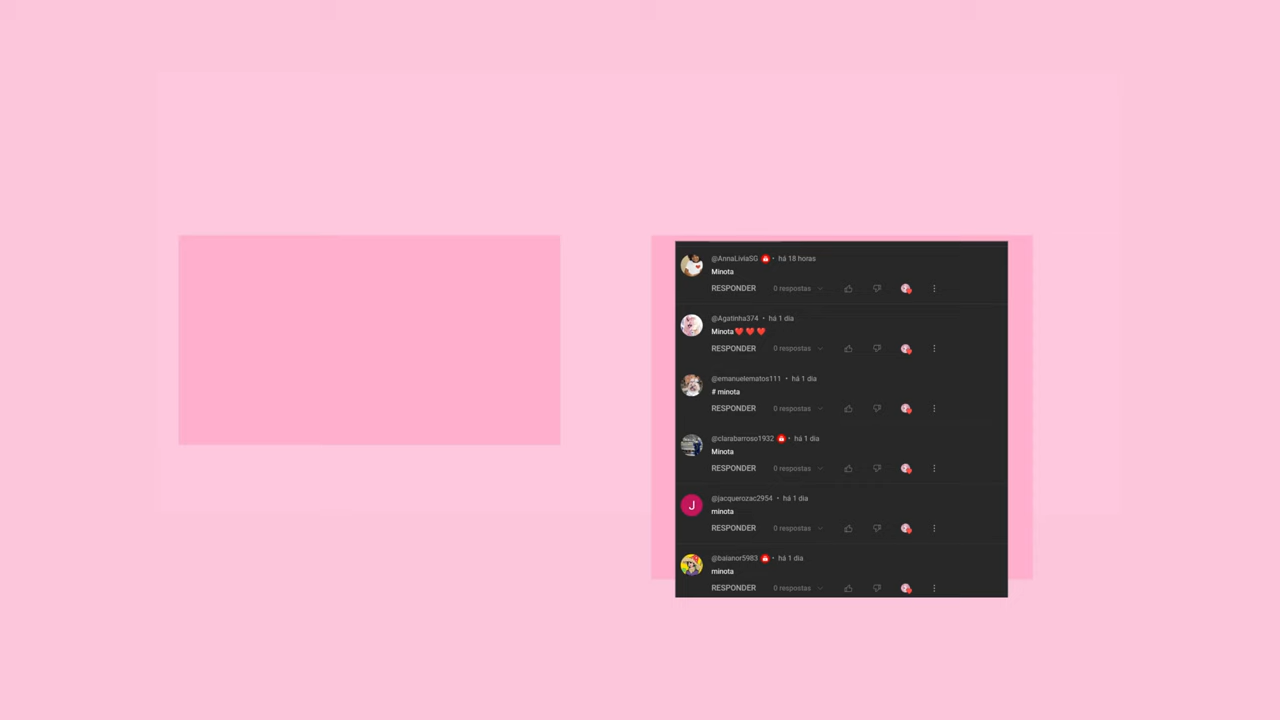 @AnnaLiviaSG • há 18 horas
Minota
RESPONDER 0 respostas
@Agatinha374 • há 1 dia
Minota❤️❤️❤️
RESPONDER 0 respostas
@emanuelematos111 • há 1 dia
# minota
RESPONDER 0 respostas
@clarabarroso1932 • há 1 dia
Minota
RESPONDER 0 respostas
J
@jacquerozac2954 • há 1 dia
minota
RESPONDER 0 respostas
@baianor5983 • há 1 dia
minota
RESPONDER 0 respostas